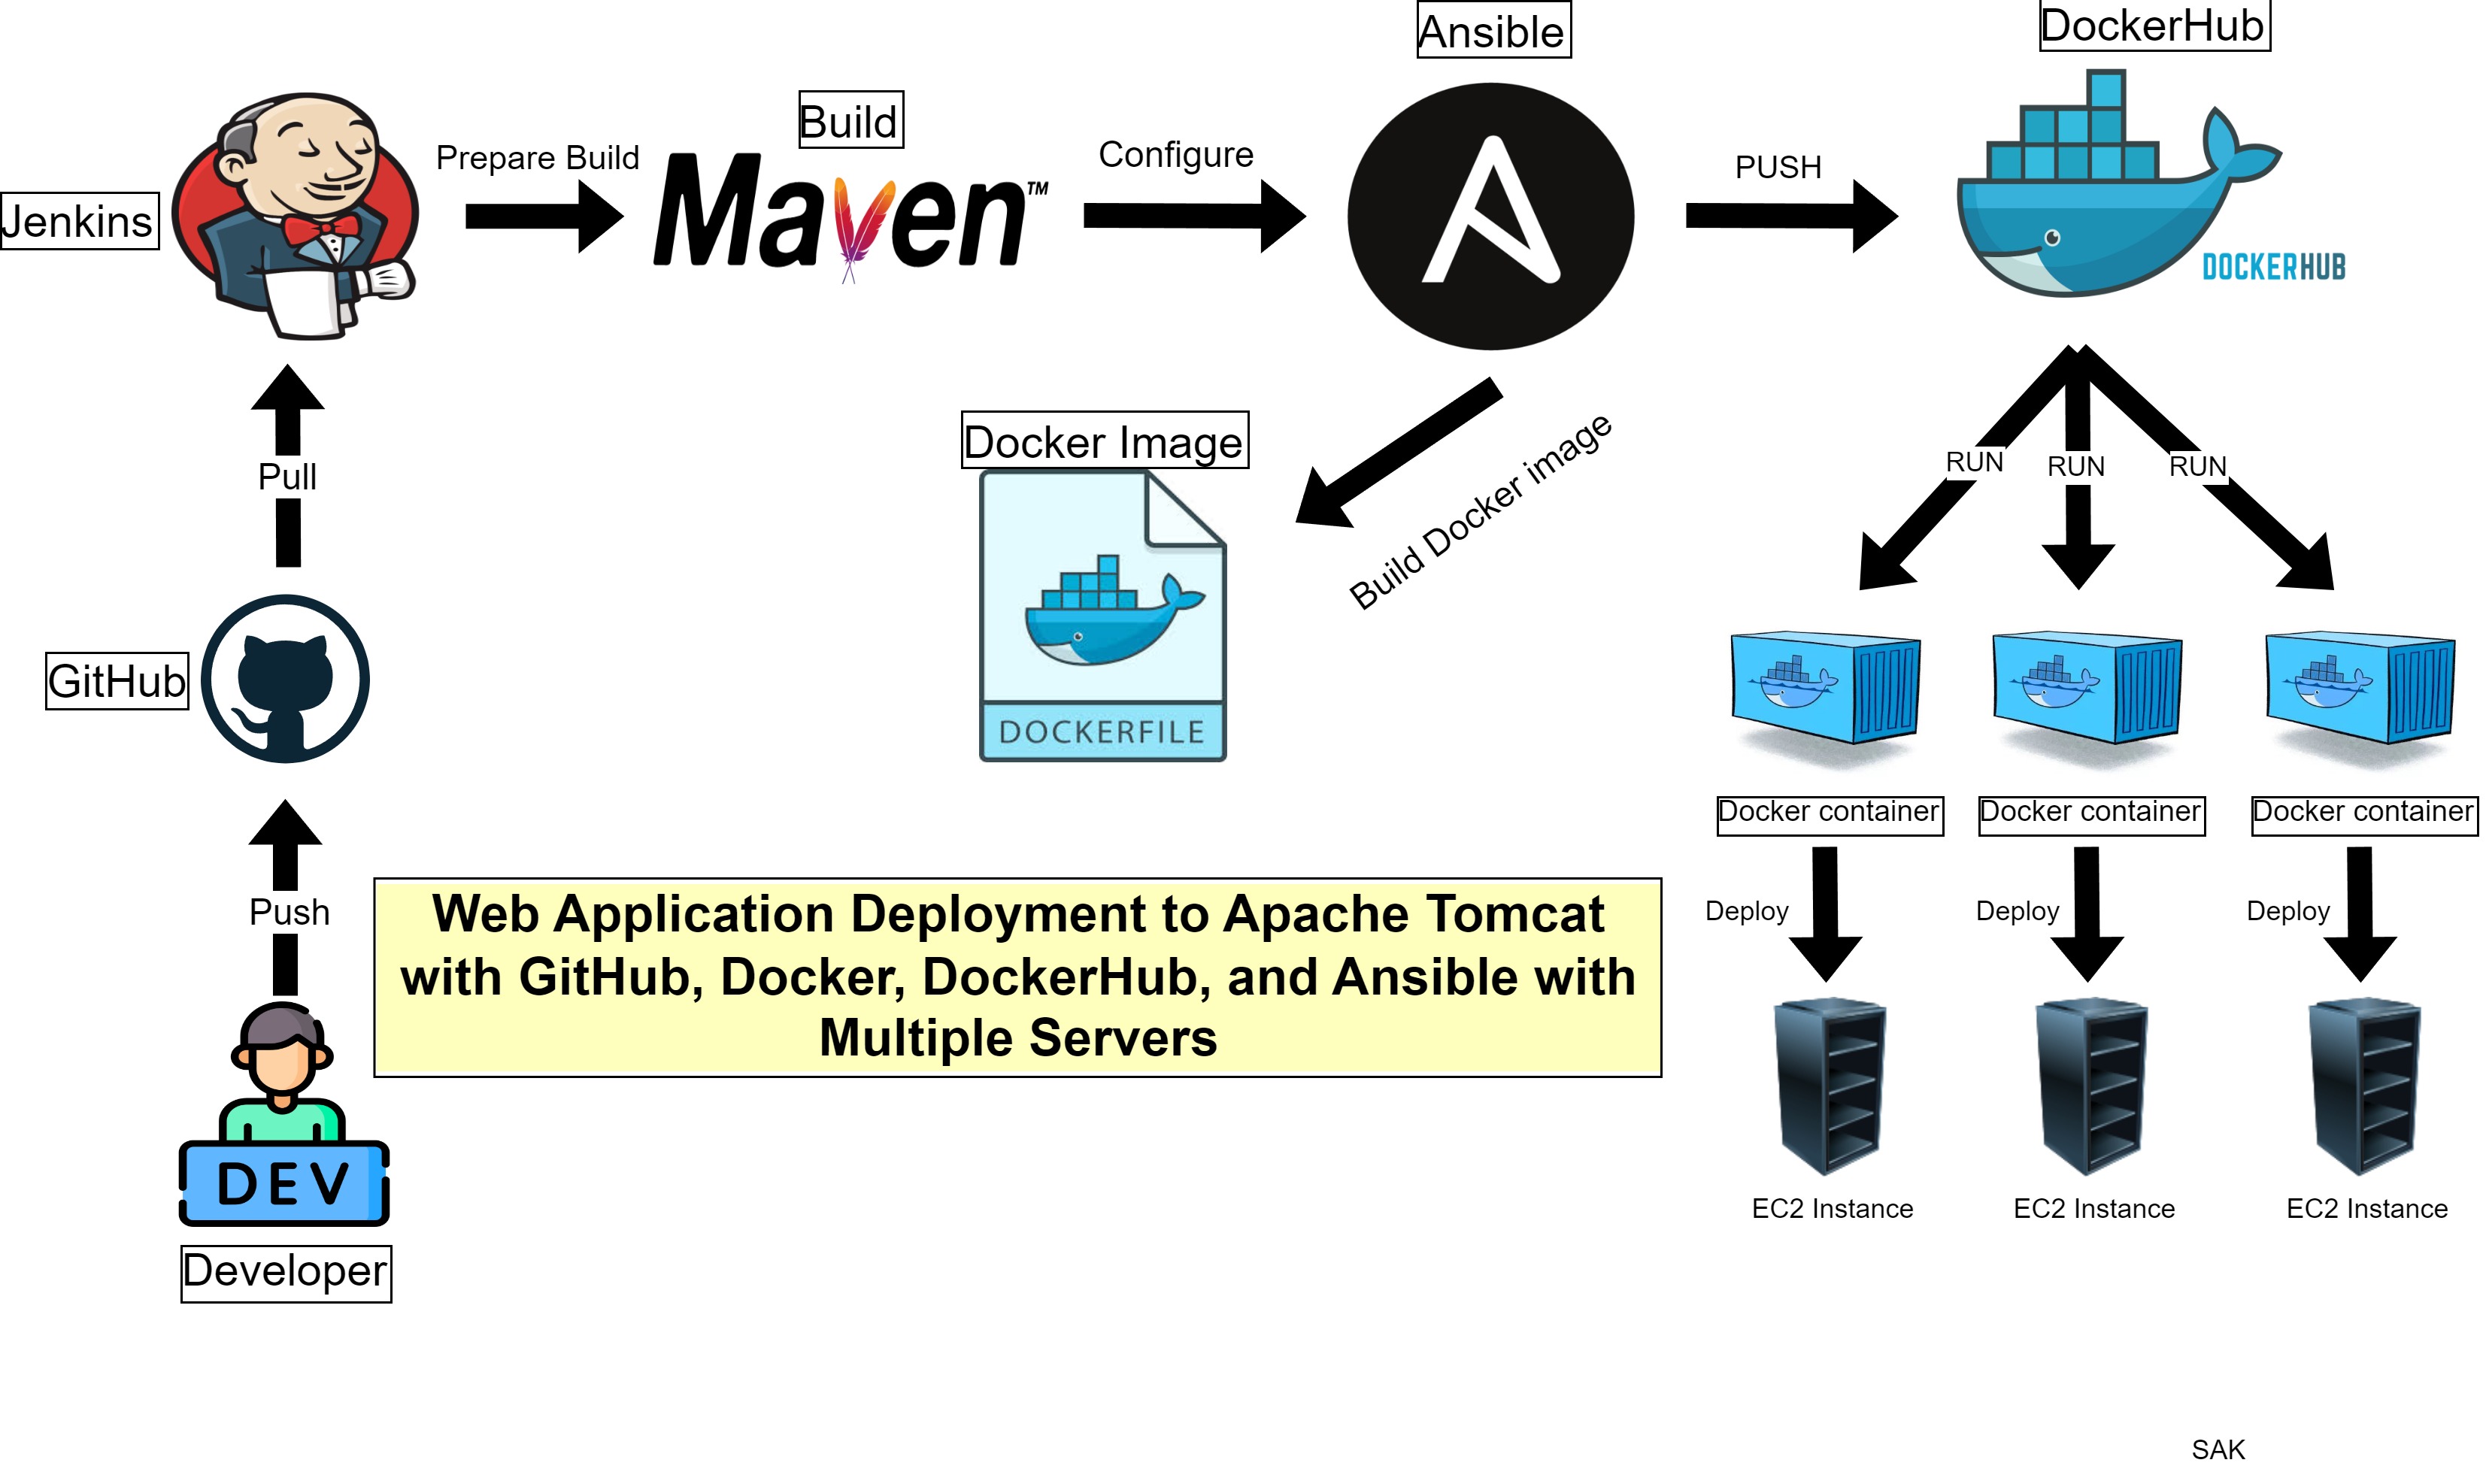 Ansible
DockerHub
Build
Jenkins
Prepare Build
Maven™
Configure
PUSH
DOCKERHUB
Docker Image
Build Docker image
DOCKERFILE
Pull
RUN
RUN
RUN
GitHub
Docker container
Docker container
Docker container
Push
Deploy
Deploy
Deploy
Web Application Deployment to Apache Tomcat
with GitHub, Docker, DockerHub, and Ansible with
Multiple Servers
DEV
EC2 Instance
EC2 Instance
EC2 Instance
Developer
SAK